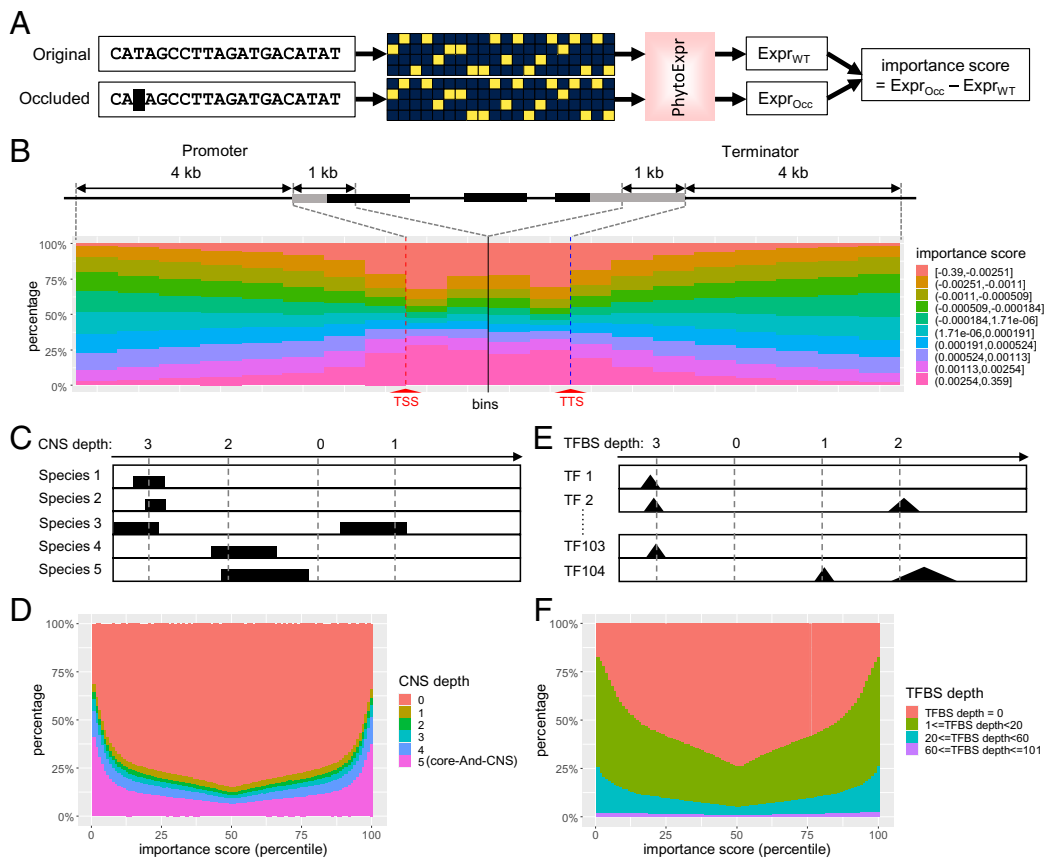 A
Original
CATAGCCTTAGATGACATAT
Occluded
CA AGCCTTAGATGACATAT
PhytoExpr
ExprWT
ExprOcc
importance score
= ExprOcc − ExprWT
B
Promoter
Terminator
4 kb
1 kb
1 kb
4 kb
percentage
100%
75%
50%
25%
0%
TSS
bins
TTS
importance score
[-0.39,-0.00251]
(-0.00251,-0.0011]
(-0.0011,-0.000509]
(-0.000509,-0.000184]
(-0.000184,1.71e-06]
(1.71e-06,0.000191]
(0.000191,0.000524]
(0.000524,0.00113]
(0.00113,0.00254]
(0.00254,0.359]
C
CNS depth:
3
2
0
1
Species 1
Species 2
Species 3
Species 4
Species 5
E
TFBS depth:
3
0
1
2
TF 1
TF 2
TF103
TF104
D
percentage
100%
75%
50%
25%
0%
0
25
50
75
100
importance score (percentile)
CNS depth
0
1
2
3
4
5 (core-And-CNS)
F
percentage
100%
75%
50%
25%
0%
0
25
50
75
100
importance score (percentile)
TFBS depth
TFBS depth = 0
1<=TFBS depth<20
20<=TFBS depth<60
60<=TFBS depth<=101